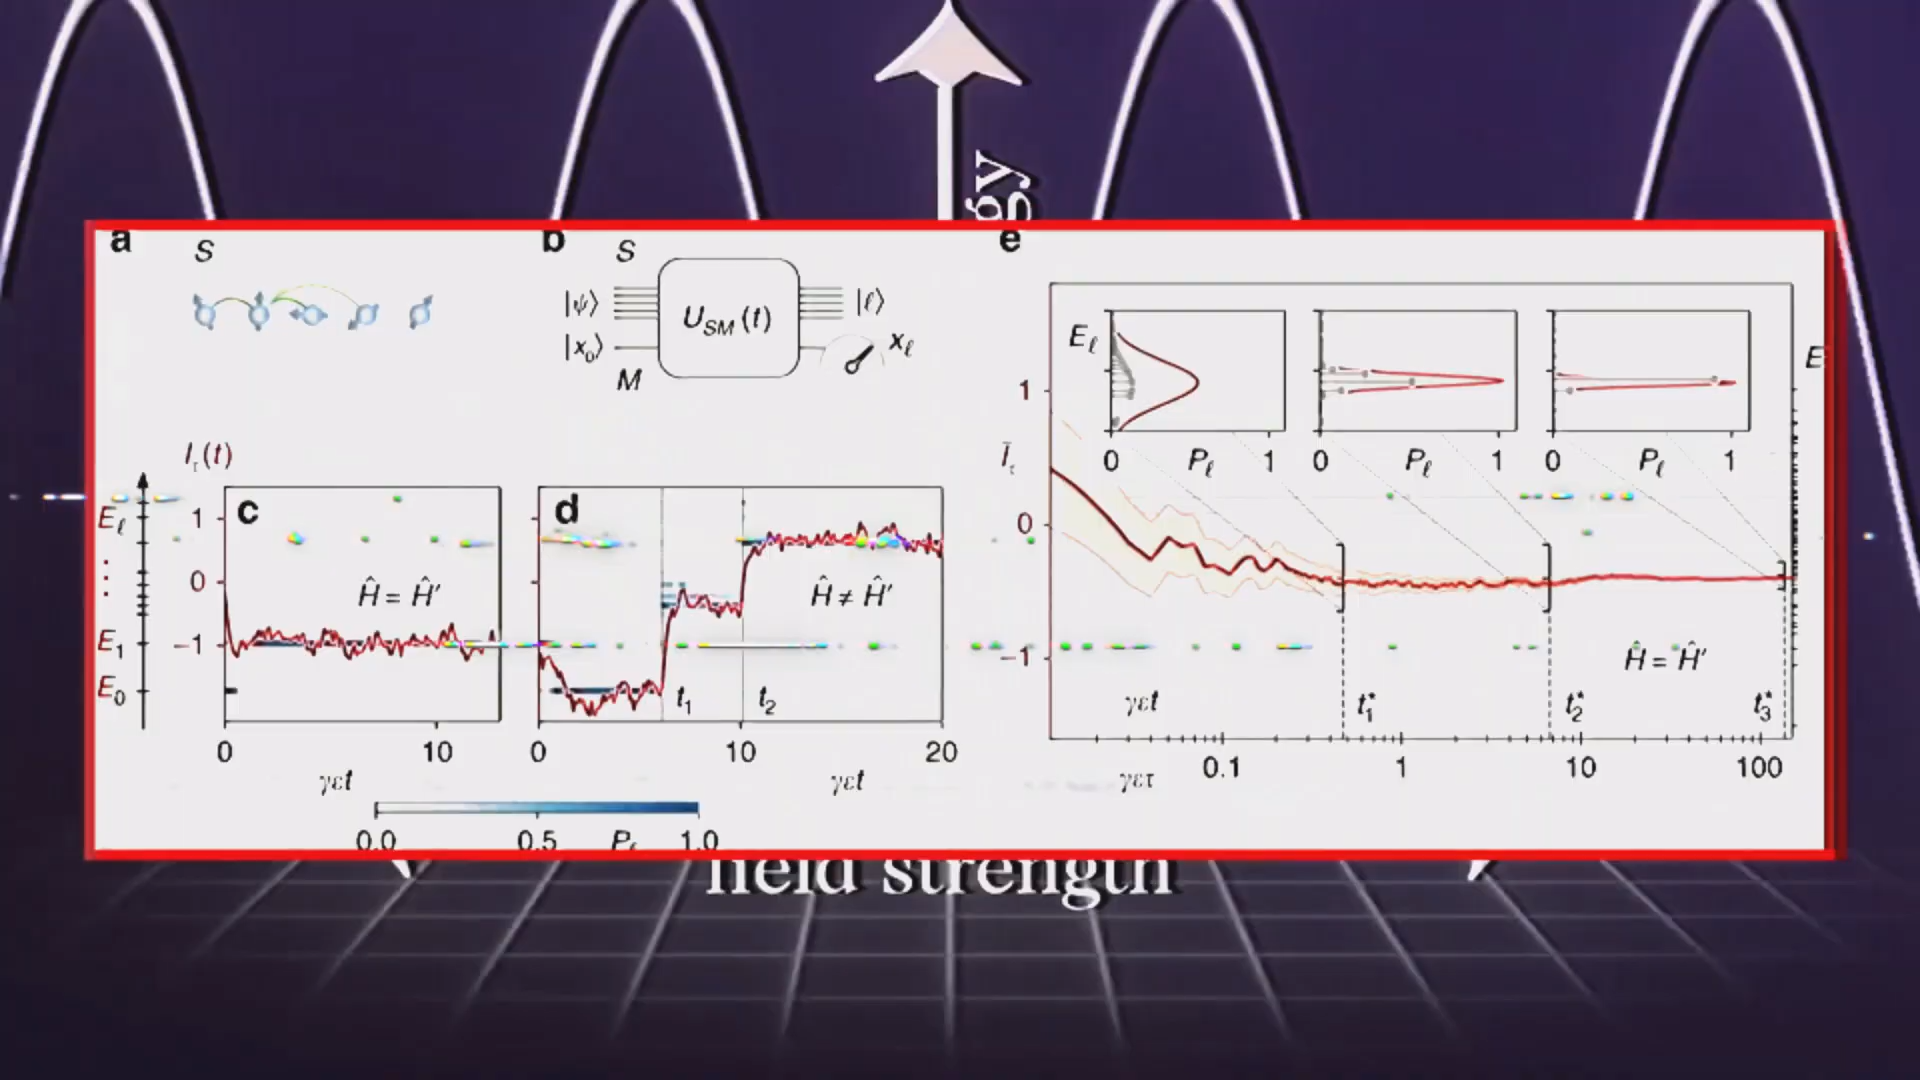 gy
a
S
b
S
|ψ⟩
|x₀⟩
M
U_SM (t)
|ℓ⟩
x_ℓ
e
E_ℓ
0
P_ℓ
1
0
P_ℓ
1
0
P_ℓ
1
E
I_τ(t)
E_ℓ
E₁
E₀
1
0
−1
c
Ĥ = Ĥ′
0
10
γεt
d
Ĥ ≠ Ĥ′
t₁
t₂
0
10
20
γεt
0.0
0.5
P_ℓ
1.0
Ī_τ
1
0
−1
γεt
t₁*
t₂*
t₃*
Ĥ = Ĥ′
γετ
0.1
1
10
100
field strength